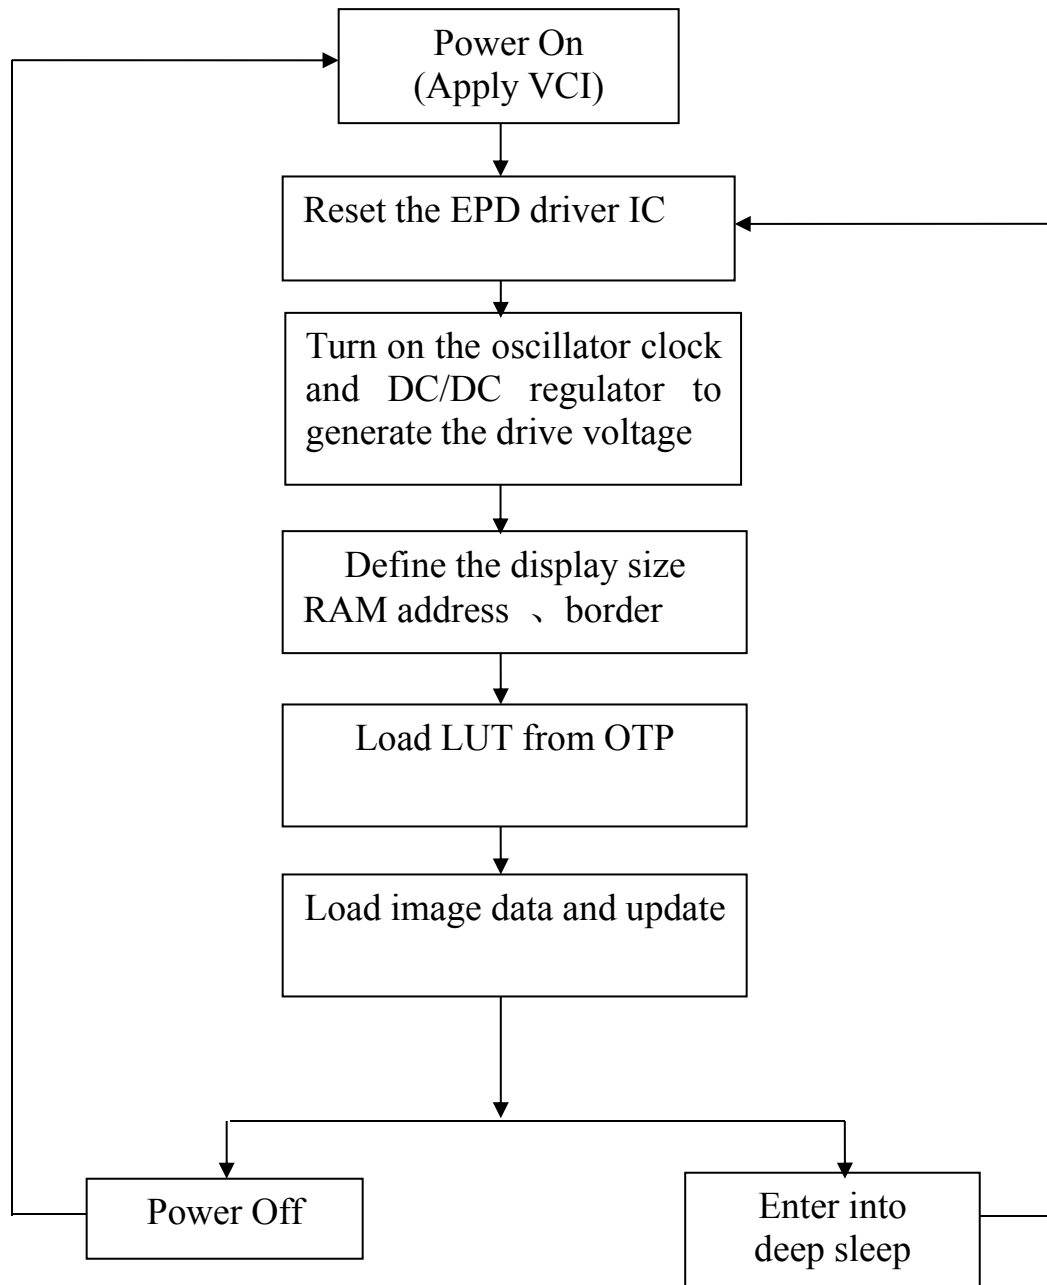 Power On
(Apply VCI)
Reset the EPD driver IC
Turn on the oscillator clock
and DC/DC regulator to
generate the drive voltage
Define the display size
RAM address 、border
Load LUT from OTP
Load image data and update
Power Off
Enter into
deep sleep